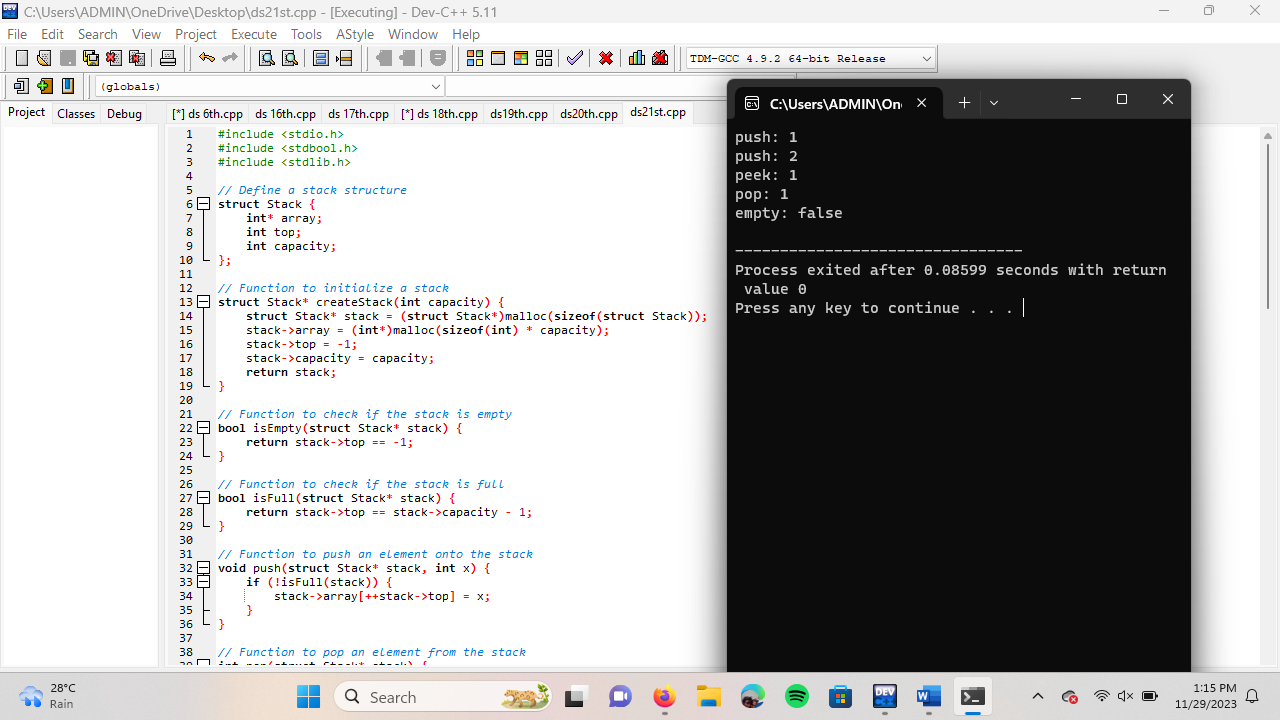 C:\Users\ADMIN\OneDrive\Desktop\ds21st.cpp - [Executing] - Dev-C++ 5.11
File Edit Search View Project Execute Tools AStyle Window Help
TDM-GCC 4.9.2 64-bit Release
(globals)
Project Classes Debug
[*] ds 6th.cpp ds 16th.cpp ds 17th.cpp [*] ds 18th.cpp ds19th.cpp ds20th.cpp ds21st.cpp
1 #include <stdio.h>
2 #include <stdbool.h>
3 #include <stdlib.h>
4
5 // Define a stack structure
6 struct Stack {
7 int* array;
8 int top;
9 int capacity;
10 };
11
12 // Function to initialize a stack
13 struct Stack* createStack(int capacity) {
14 struct Stack* stack = (struct Stack*)malloc(sizeof(struct Stack));
15 stack->array = (int*)malloc(sizeof(int) * capacity);
16 stack->top = -1;
17 stack->capacity = capacity;
18 return stack;
19 }
20
21 // Function to check if the stack is empty
22 bool isEmpty(struct Stack* stack) {
23 return stack->top == -1;
24 }
25
26 // Function to check if the stack is full
27 bool isFull(struct Stack* stack) {
28 return stack->top == stack->capacity - 1;
29 }
30
31 // Function to push an element onto the stack
32 void push(struct Stack* stack, int x) {
33 if (!isFull(stack)) {
34 stack->array[++stack->top] = x;
35 }
36 }
37
38 // Function to pop an element from the stack
C:\Users\ADMIN\On
push: 1
push: 2
peek: 1
pop: 1
empty: false
--------------------------------
Process exited after 0.08599 seconds with return
value 0
Press any key to continue . . .
28°C
Rain
Search
DEV
1:15 PM
11/29/2023